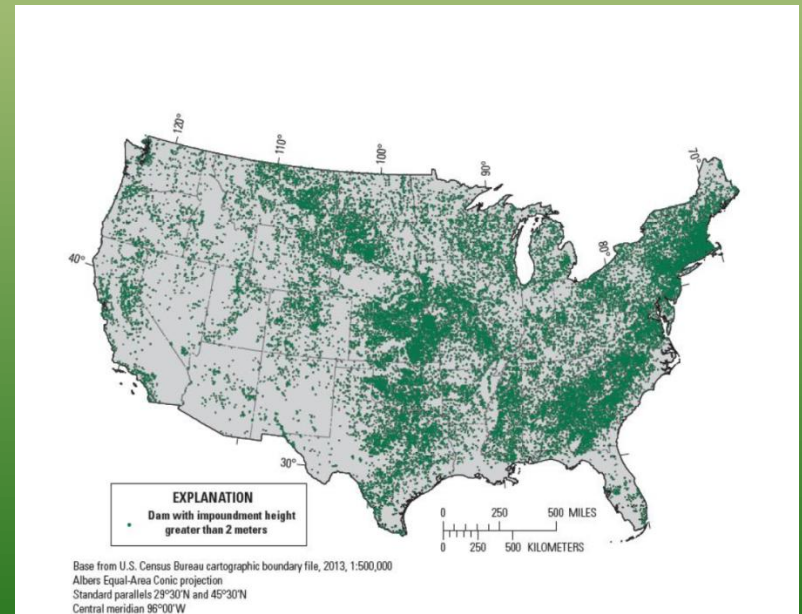 120°
110°
100°
90°
70°
80°
40°
30°
EXPLANATION
Dam with impoundment height
greater than 2 meters
0 250 500 MILES
0 250 500 KILOMETERS
Base from U.S. Census Bureau cartographic boundary file, 2013, 1:500,000
Albers Equal-Area Conic projection
Standard parallels 29°30'N and 45°30'N
Central meridian 96°00'W